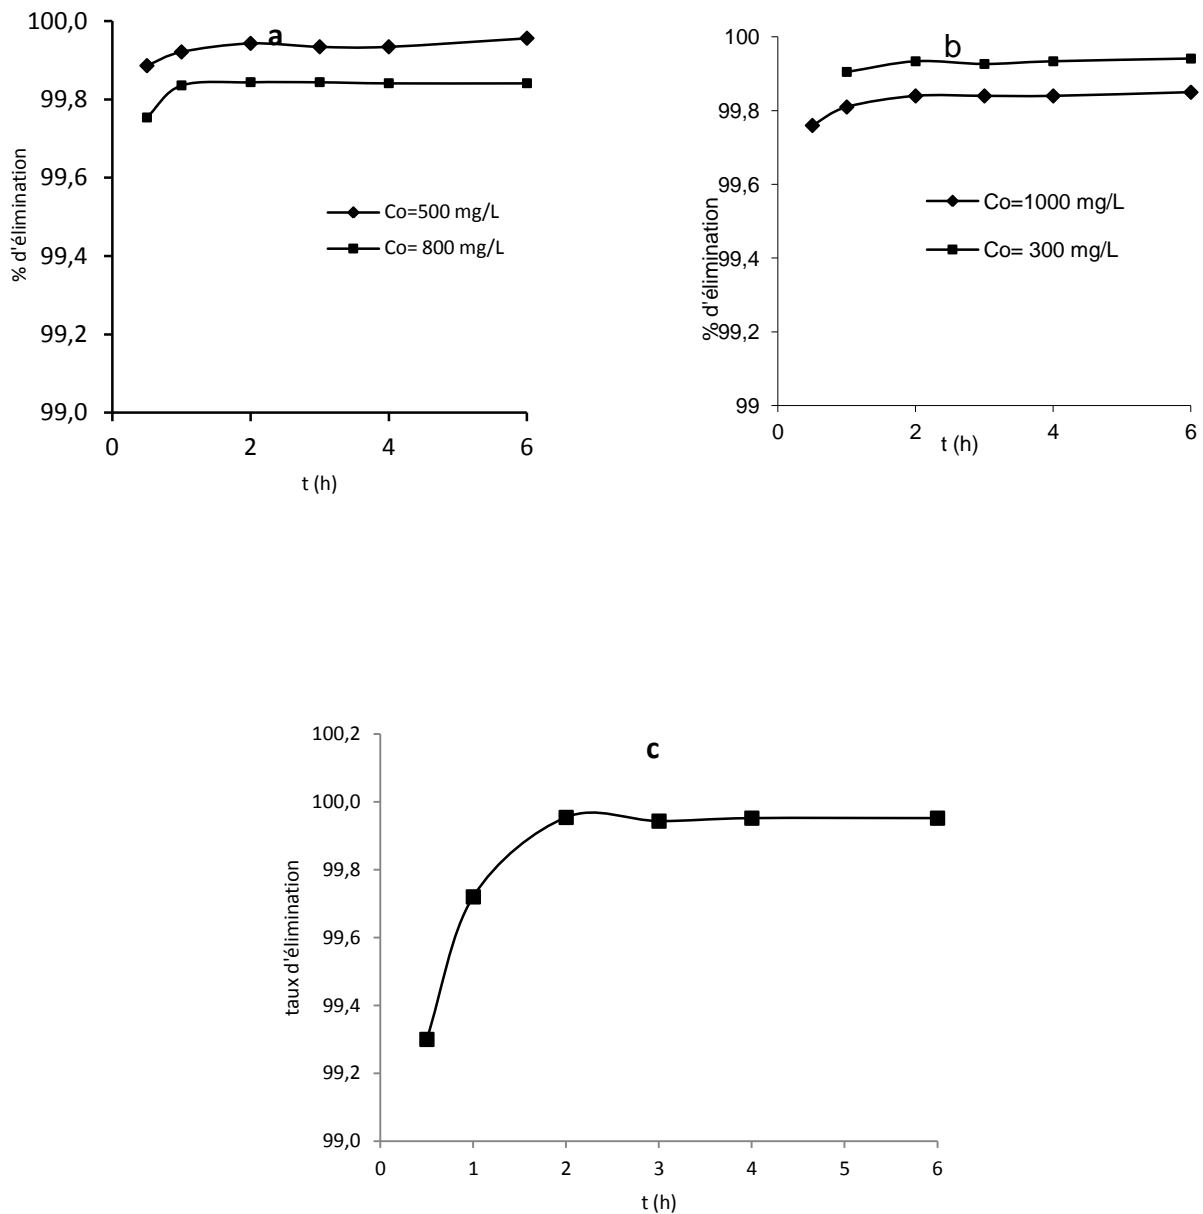 a
100,0
99,8
99,6
99,4
99,2
99,0
0
2
4
6
% d'élimination
t (h)
Co=500 mg/L
Co= 800 mg/L
b
100
99,8
99,6
99,4
99,2
99
0
2
4
6
% d'élimination
t (h)
Co=1000 mg/L
Co= 300 mg/L
c
100,2
100,0
99,8
99,6
99,4
99,2
99,0
0
1
2
3
4
5
6
taux d'élimination
t (h)